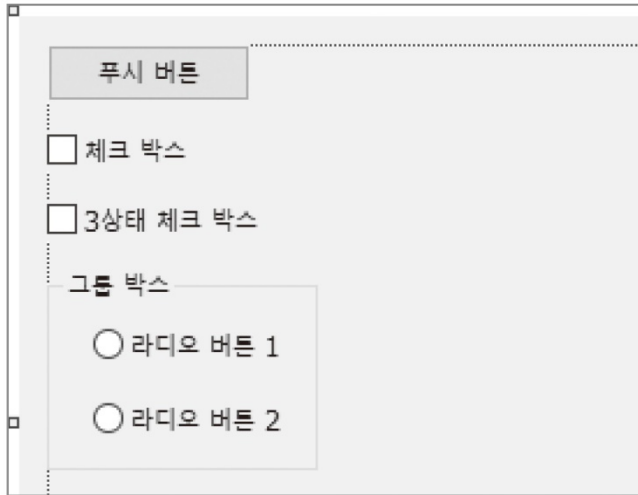 푸시 버튼
체크 박스
3상태 체크 박스
그룹 박스
라디오 버튼 1
라디오 버튼 2